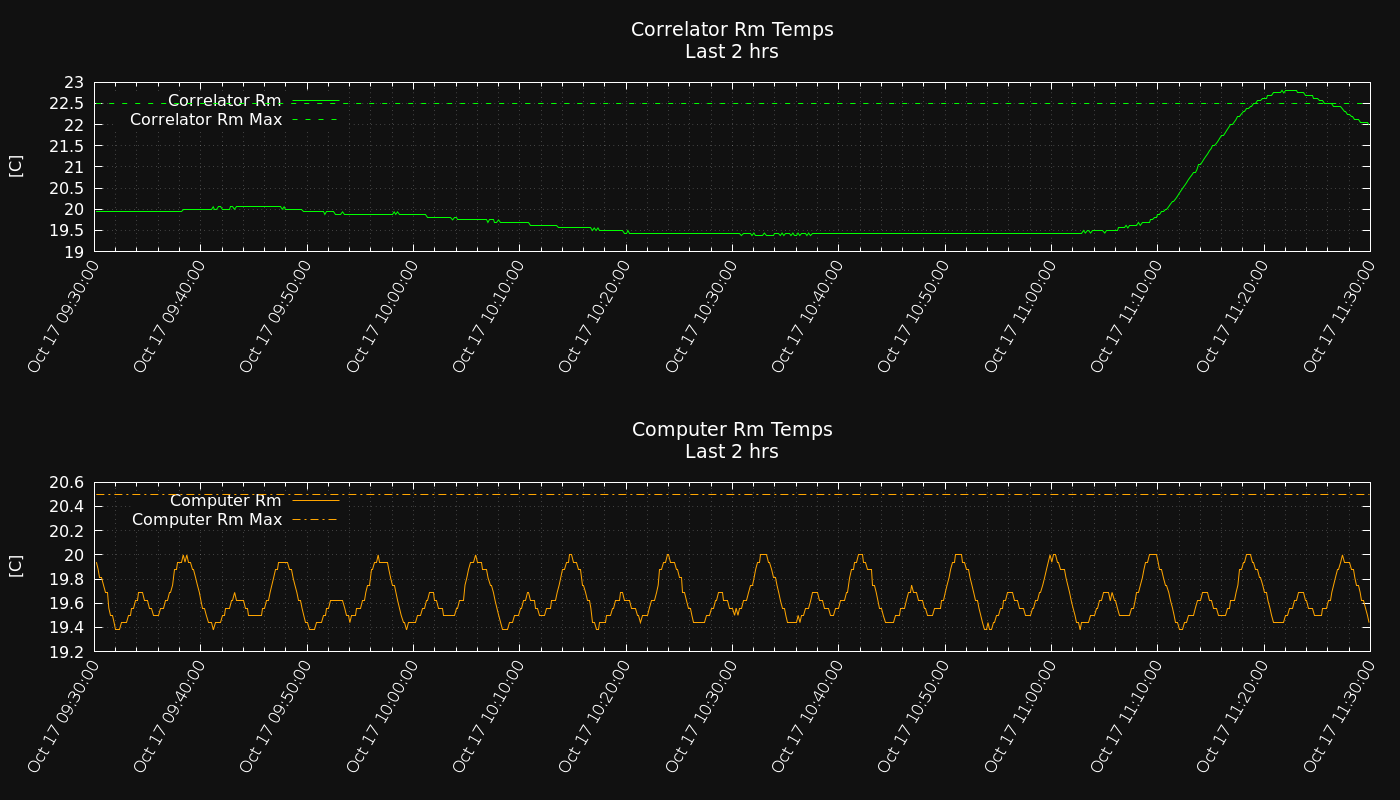 Correlator Rm Temps
Last 2 hrs
[C]
23
22.5
22
21.5
21
20.5
20
19.5
19
Correlator Rm
Correlator Rm Max
Oct 17 09:30:00
Oct 17 09:40:00
Oct 17 09:50:00
Oct 17 10:00:00
Oct 17 10:10:00
Oct 17 10:20:00
Oct 17 10:30:00
Oct 17 10:40:00
Oct 17 10:50:00
Oct 17 11:00:00
Oct 17 11:10:00
Oct 17 11:20:00
Oct 17 11:30:00
Computer Rm Temps
Last 2 hrs
[C]
20.6
20.4
20.2
20
19.8
19.6
19.4
19.2
Computer Rm
Computer Rm Max
Oct 17 09:30:00
Oct 17 09:40:00
Oct 17 09:50:00
Oct 17 10:00:00
Oct 17 10:10:00
Oct 17 10:20:00
Oct 17 10:30:00
Oct 17 10:40:00
Oct 17 10:50:00
Oct 17 11:00:00
Oct 17 11:10:00
Oct 17 11:20:00
Oct 17 11:30:00